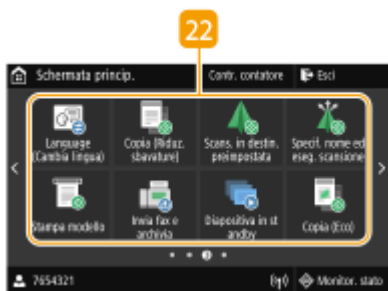 22
Schermata princip.
Contr. contatore
Esci
Language
(Cambia lingua)
Copia (Riduz.
sbavature)
Scans. in destin.
preimpostata
Specif. nome ed
eseg. scansione
Stampa modello
Invia fax e
archivia
Diapositiva in st
andby
Copia (Eco)
7654321
Monitor. stato